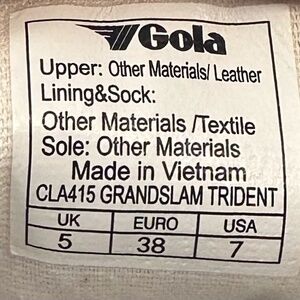 Gola
Upper: Other Materials/ Leather
Lining&Sock:
Other Materials /Textile
Sole: Other Materials
Made in Vietnam
CLA415 GRANDSLAM TRIDENT
UK EURO USA
5 38 7